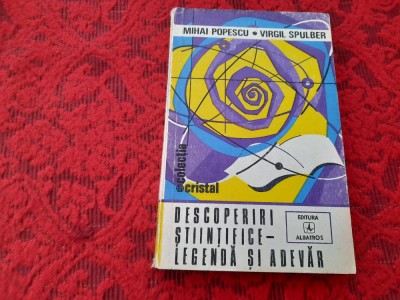 MIHAI POPESCU • VIRGIL SPULBER
colecția
cristal
DESCOPERIRI
ȘTIINȚIFICE–
LEGENDĂ ȘI ADEVĂR
EDITURA
ALBATROS